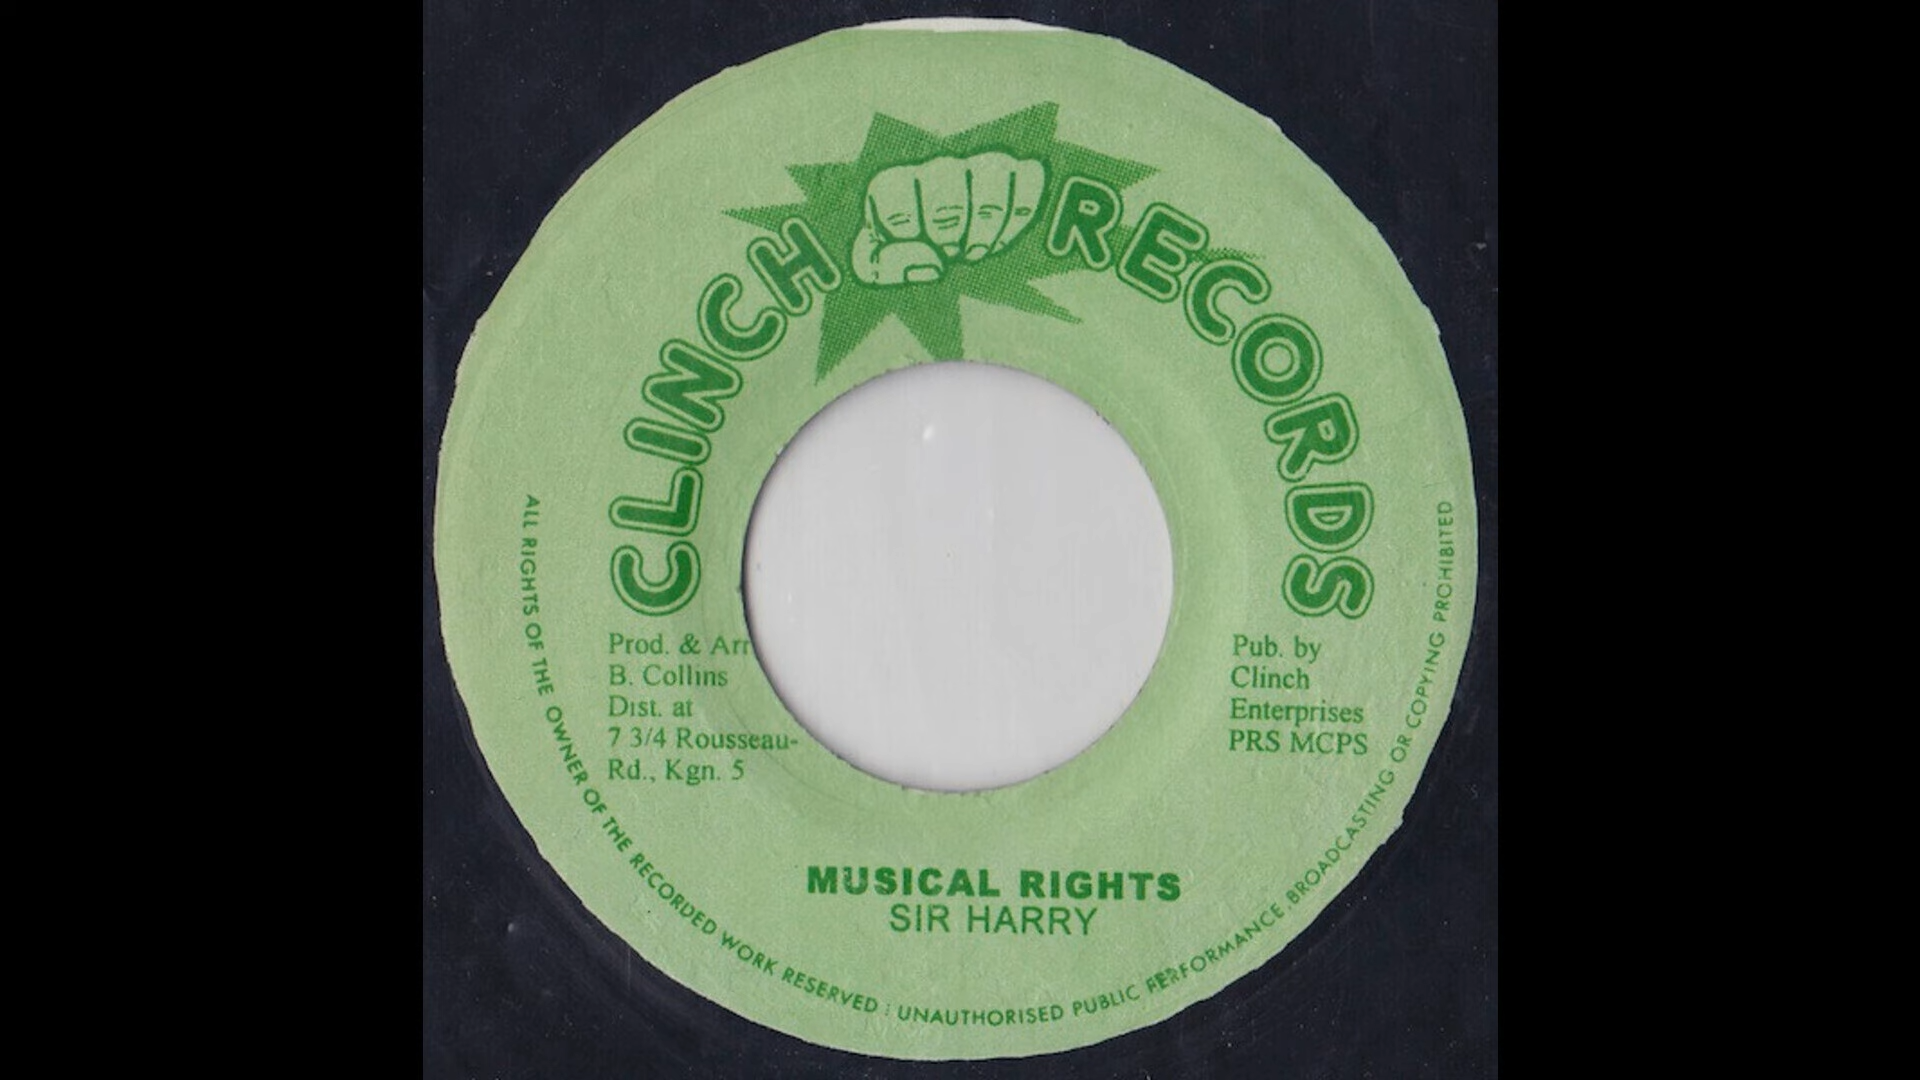 CLINCH RECORDS
Prod. & Arr
B. Collins
Dist. at
7 3/4 Rousseau-
Rd., Kgn. 5
Pub. by
Clinch
Enterprises
PRS MCPS
MUSICAL RIGHTS
SIR HARRY
ALL RIGHTS OF THE OWNER OF THE RECORDED WORK RESERVED : UNAUTHORISED PUBLIC PERFORMANCE, BROADCASTING OR COPYING PROHIBITED